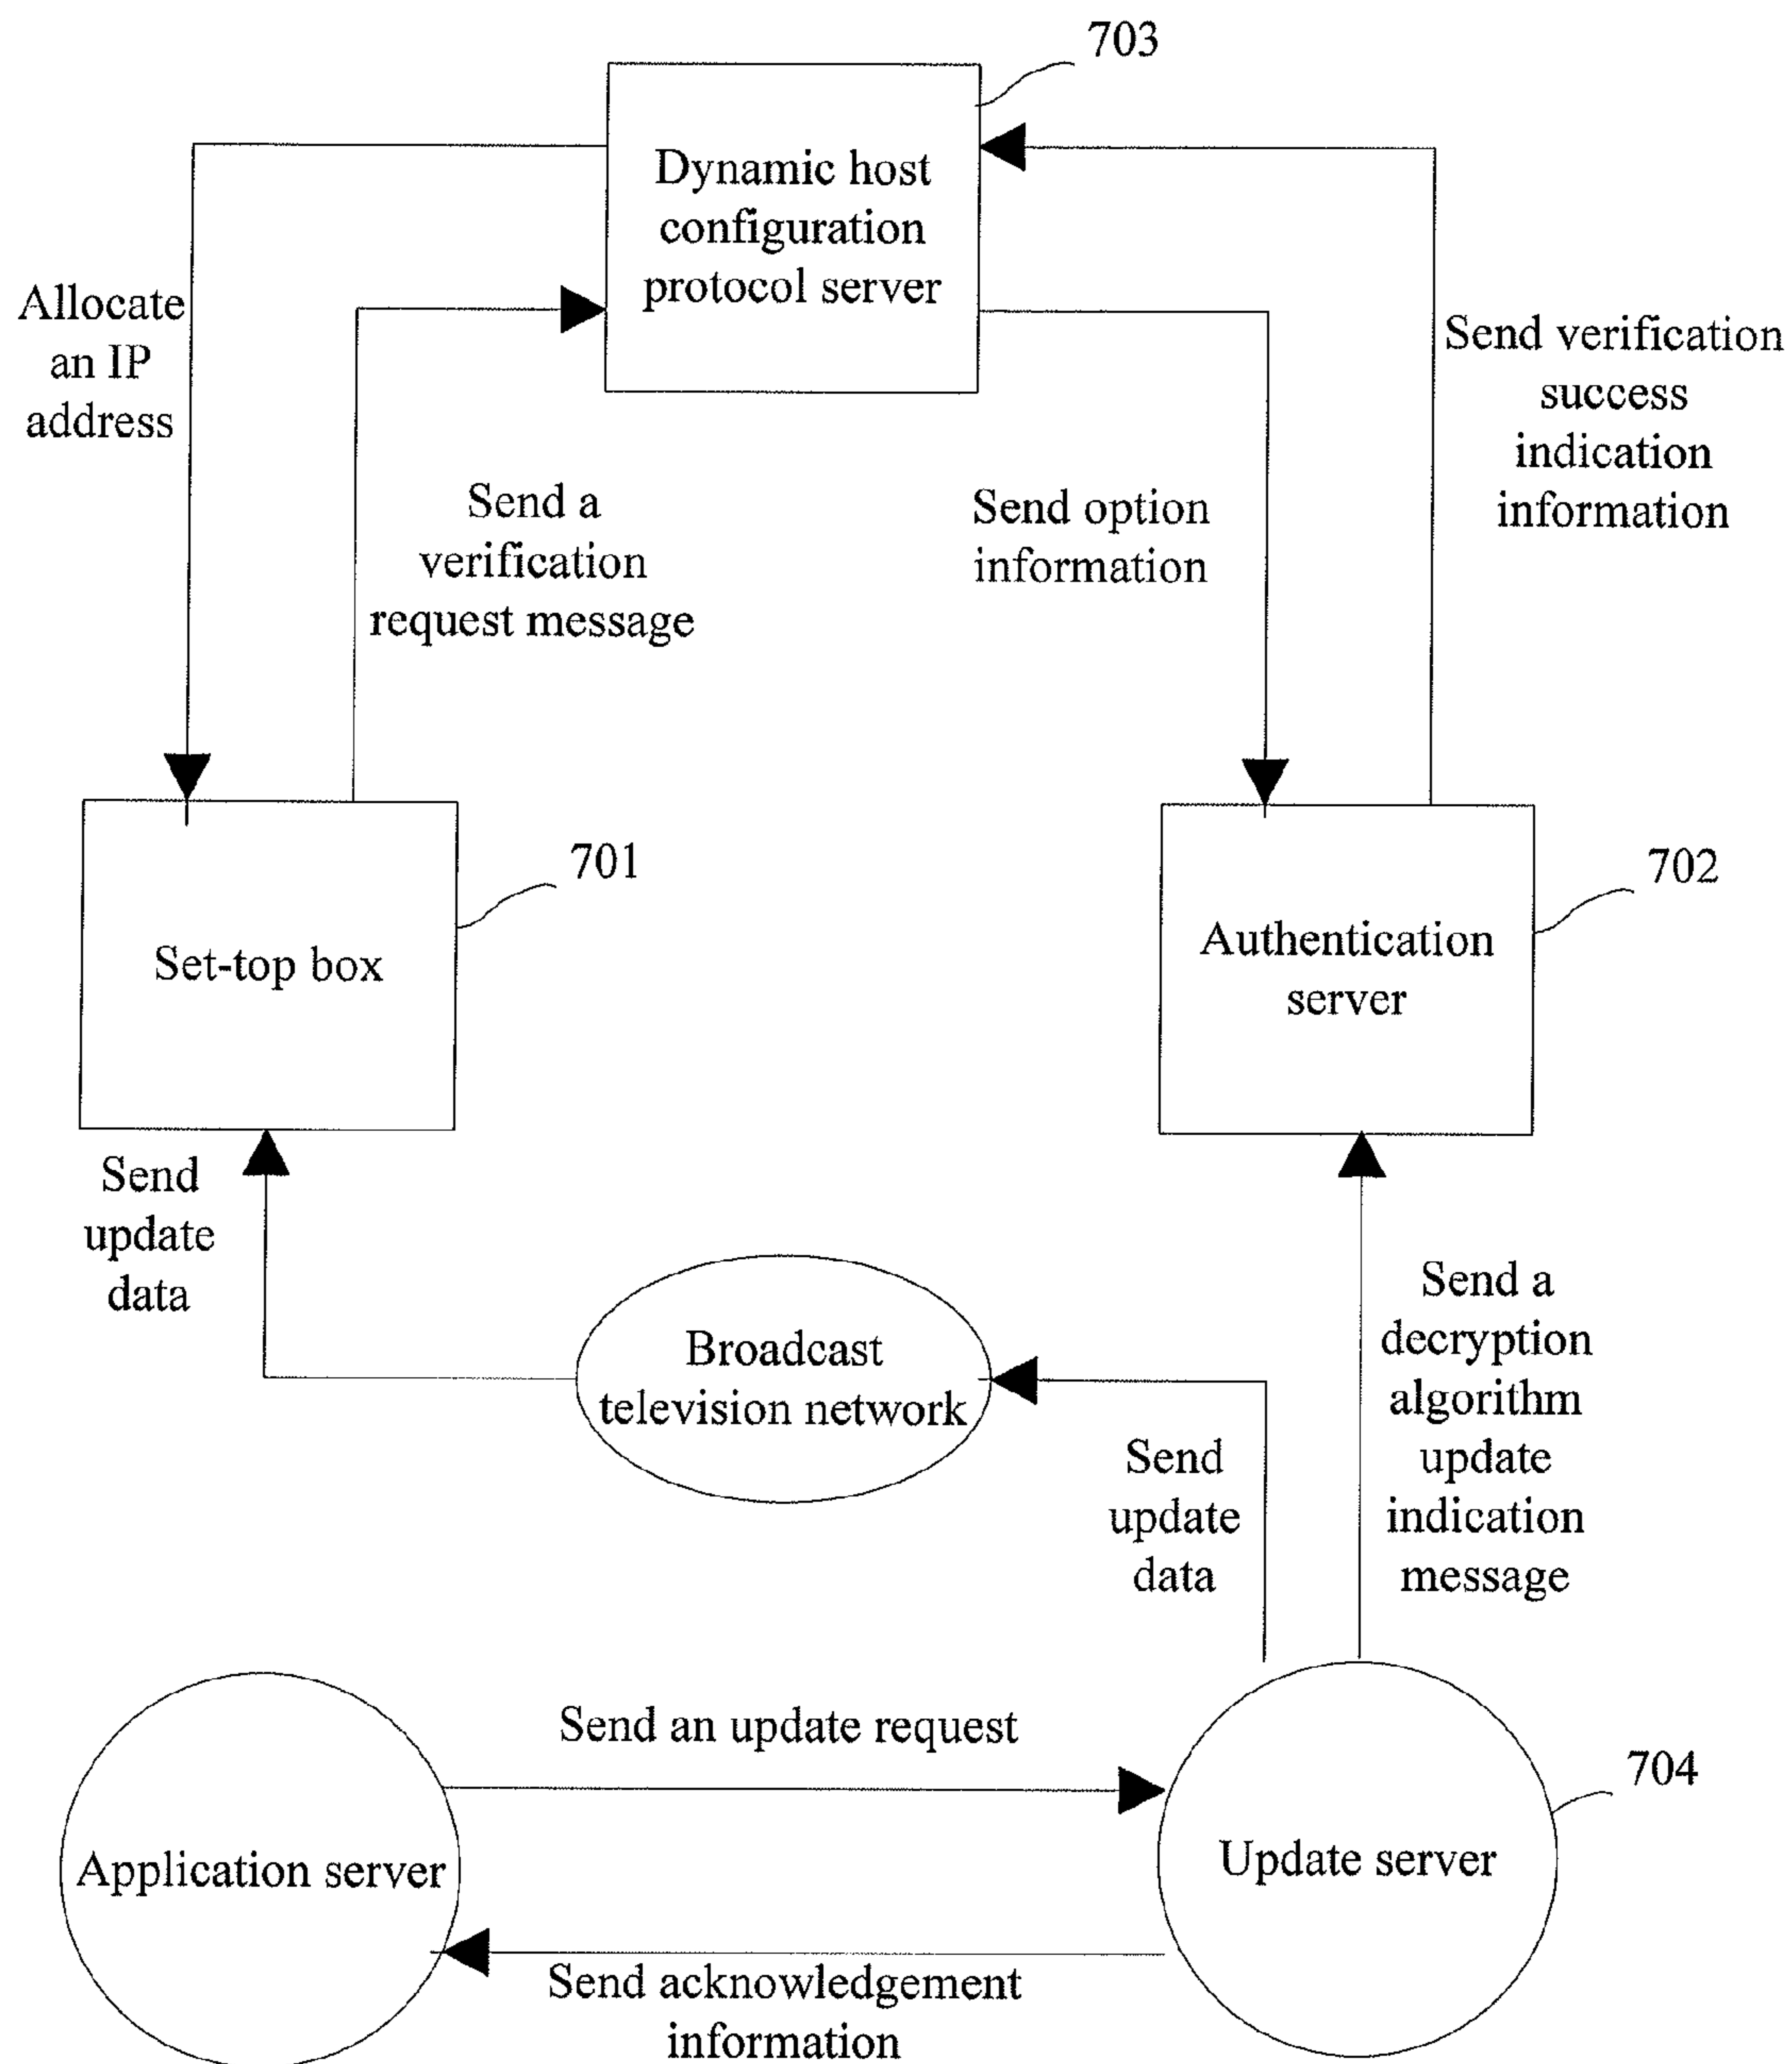 703
Dynamic host
configuration
protocol server
Allocate
an IP
address
Send a
verification
request message
Send option
information
Send verification
success
indication
information
701
Set-top box
702
Authentication
server
Send
update
data
Broadcast
television network
Send
update
data
Send a
decryption
algorithm
update
indication
message
Send an update request
704
Application server
Update server
Send acknowledgement
information